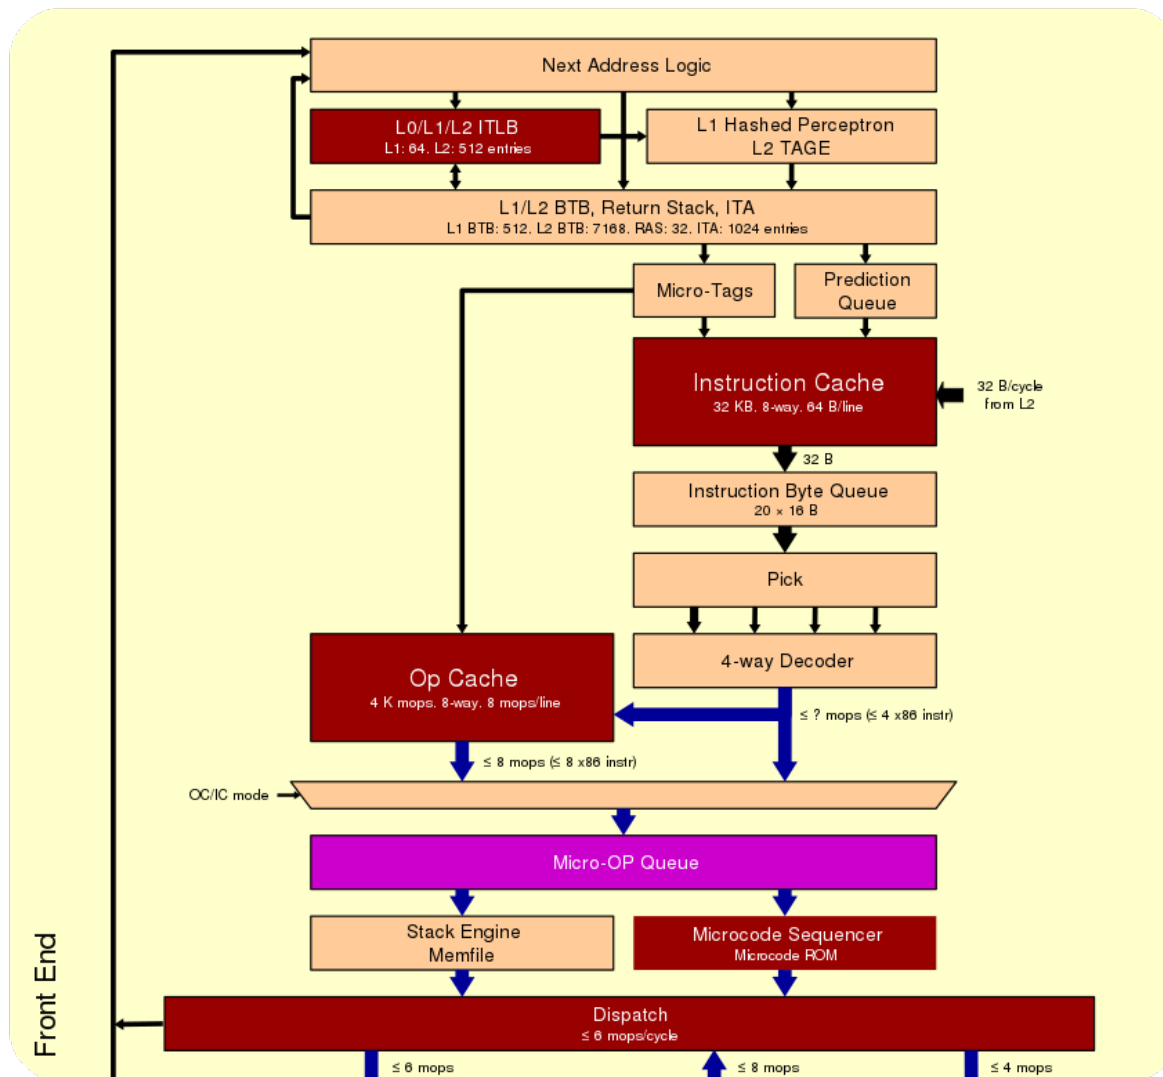 Next Address Logic
L0/L1/L2 ITLB
L1: 64, L2: 512 entries
L1 Hashed Perceptron
L2 TAGE
L1/L2 BTB, Return Stack, ITA
L1 BTB: 512, L2 BTB: 7168, RAS: 32, ITA: 1024 entries
Micro-Tags
Prediction
Queue
Instruction Cache
32 KB, 8-way, 64 B/line
32 B/cycle
from L2
32 B
Instruction Byte Queue
20 × 16 B
Pick
4-way Decoder
Op Cache
4 K mops, 8-way, 8 mops/line
≤ ? mops (≤ 4 x86 instr)
≤ 8 mops (≤ 8 x86 instr)
OC/IC mode
Micro-OP Queue
Stack Engine
Memfile
Microcode Sequencer
Microcode ROM
Front End
Dispatch
≤ 6 mops/cycle
≤ 6 mops
≤ 8 mops
≤ 4 mops